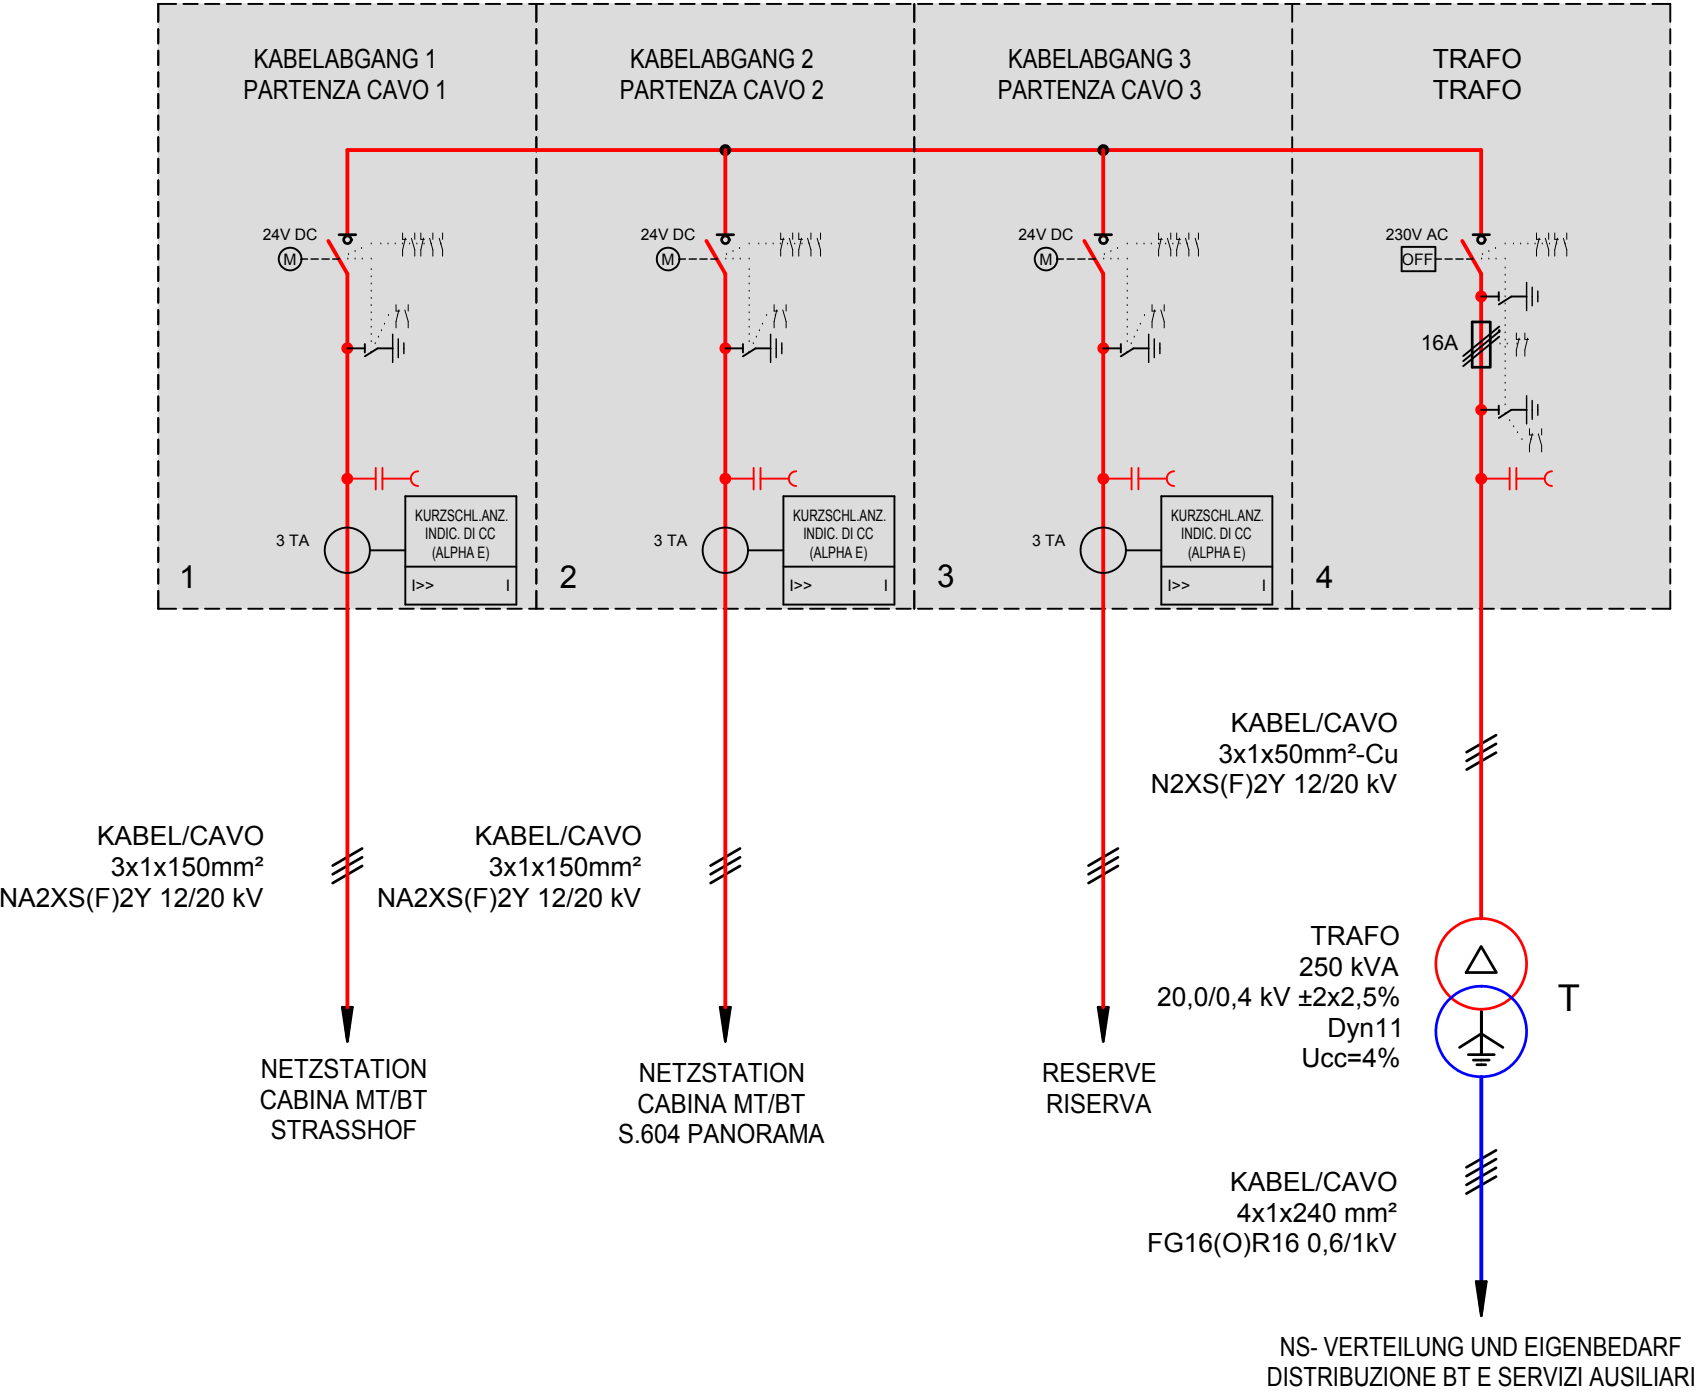 KABELABGANG 1
PARTENZA CAVO 1
KABELABGANG 2
PARTENZA CAVO 2
KABELABGANG 3
PARTENZA CAVO 3
TRAFO
TRAFO
24V DC
M
24V DC
M
24V DC
M
230V AC
OFF
16A
3 TA
KURZSCHL.ANZ.
INDIC. DI CC
(ALPHA E)
I>> I
1
3 TA
KURZSCHL.ANZ.
INDIC. DI CC
(ALPHA E)
I>> I
2
3 TA
KURZSCHL.ANZ.
INDIC. DI CC
(ALPHA E)
I>> I
3
4
KABEL/CAVO
3x1x150mm²
NA2XS(F)2Y 12/20 kV
KABEL/CAVO
3x1x150mm²
NA2XS(F)2Y 12/20 kV
KABEL/CAVO
3x1x50mm²-Cu
N2XS(F)2Y 12/20 kV
TRAFO
250 kVA
20,0/0,4 kV ±2x2,5%
Dyn11
Ucc=4%
T
NETZSTATION
CABINA MT/BT
STRASSHOF
NETZSTATION
CABINA MT/BT
S.604 PANORAMA
RESERVE
RISERVA
KABEL/CAVO
4x1x240 mm²
FG16(O)R16 0,6/1kV
NS- VERTEILUNG UND EIGENBEDARF
DISTRIBUZIONE BT E SERVIZI AUSILIARI